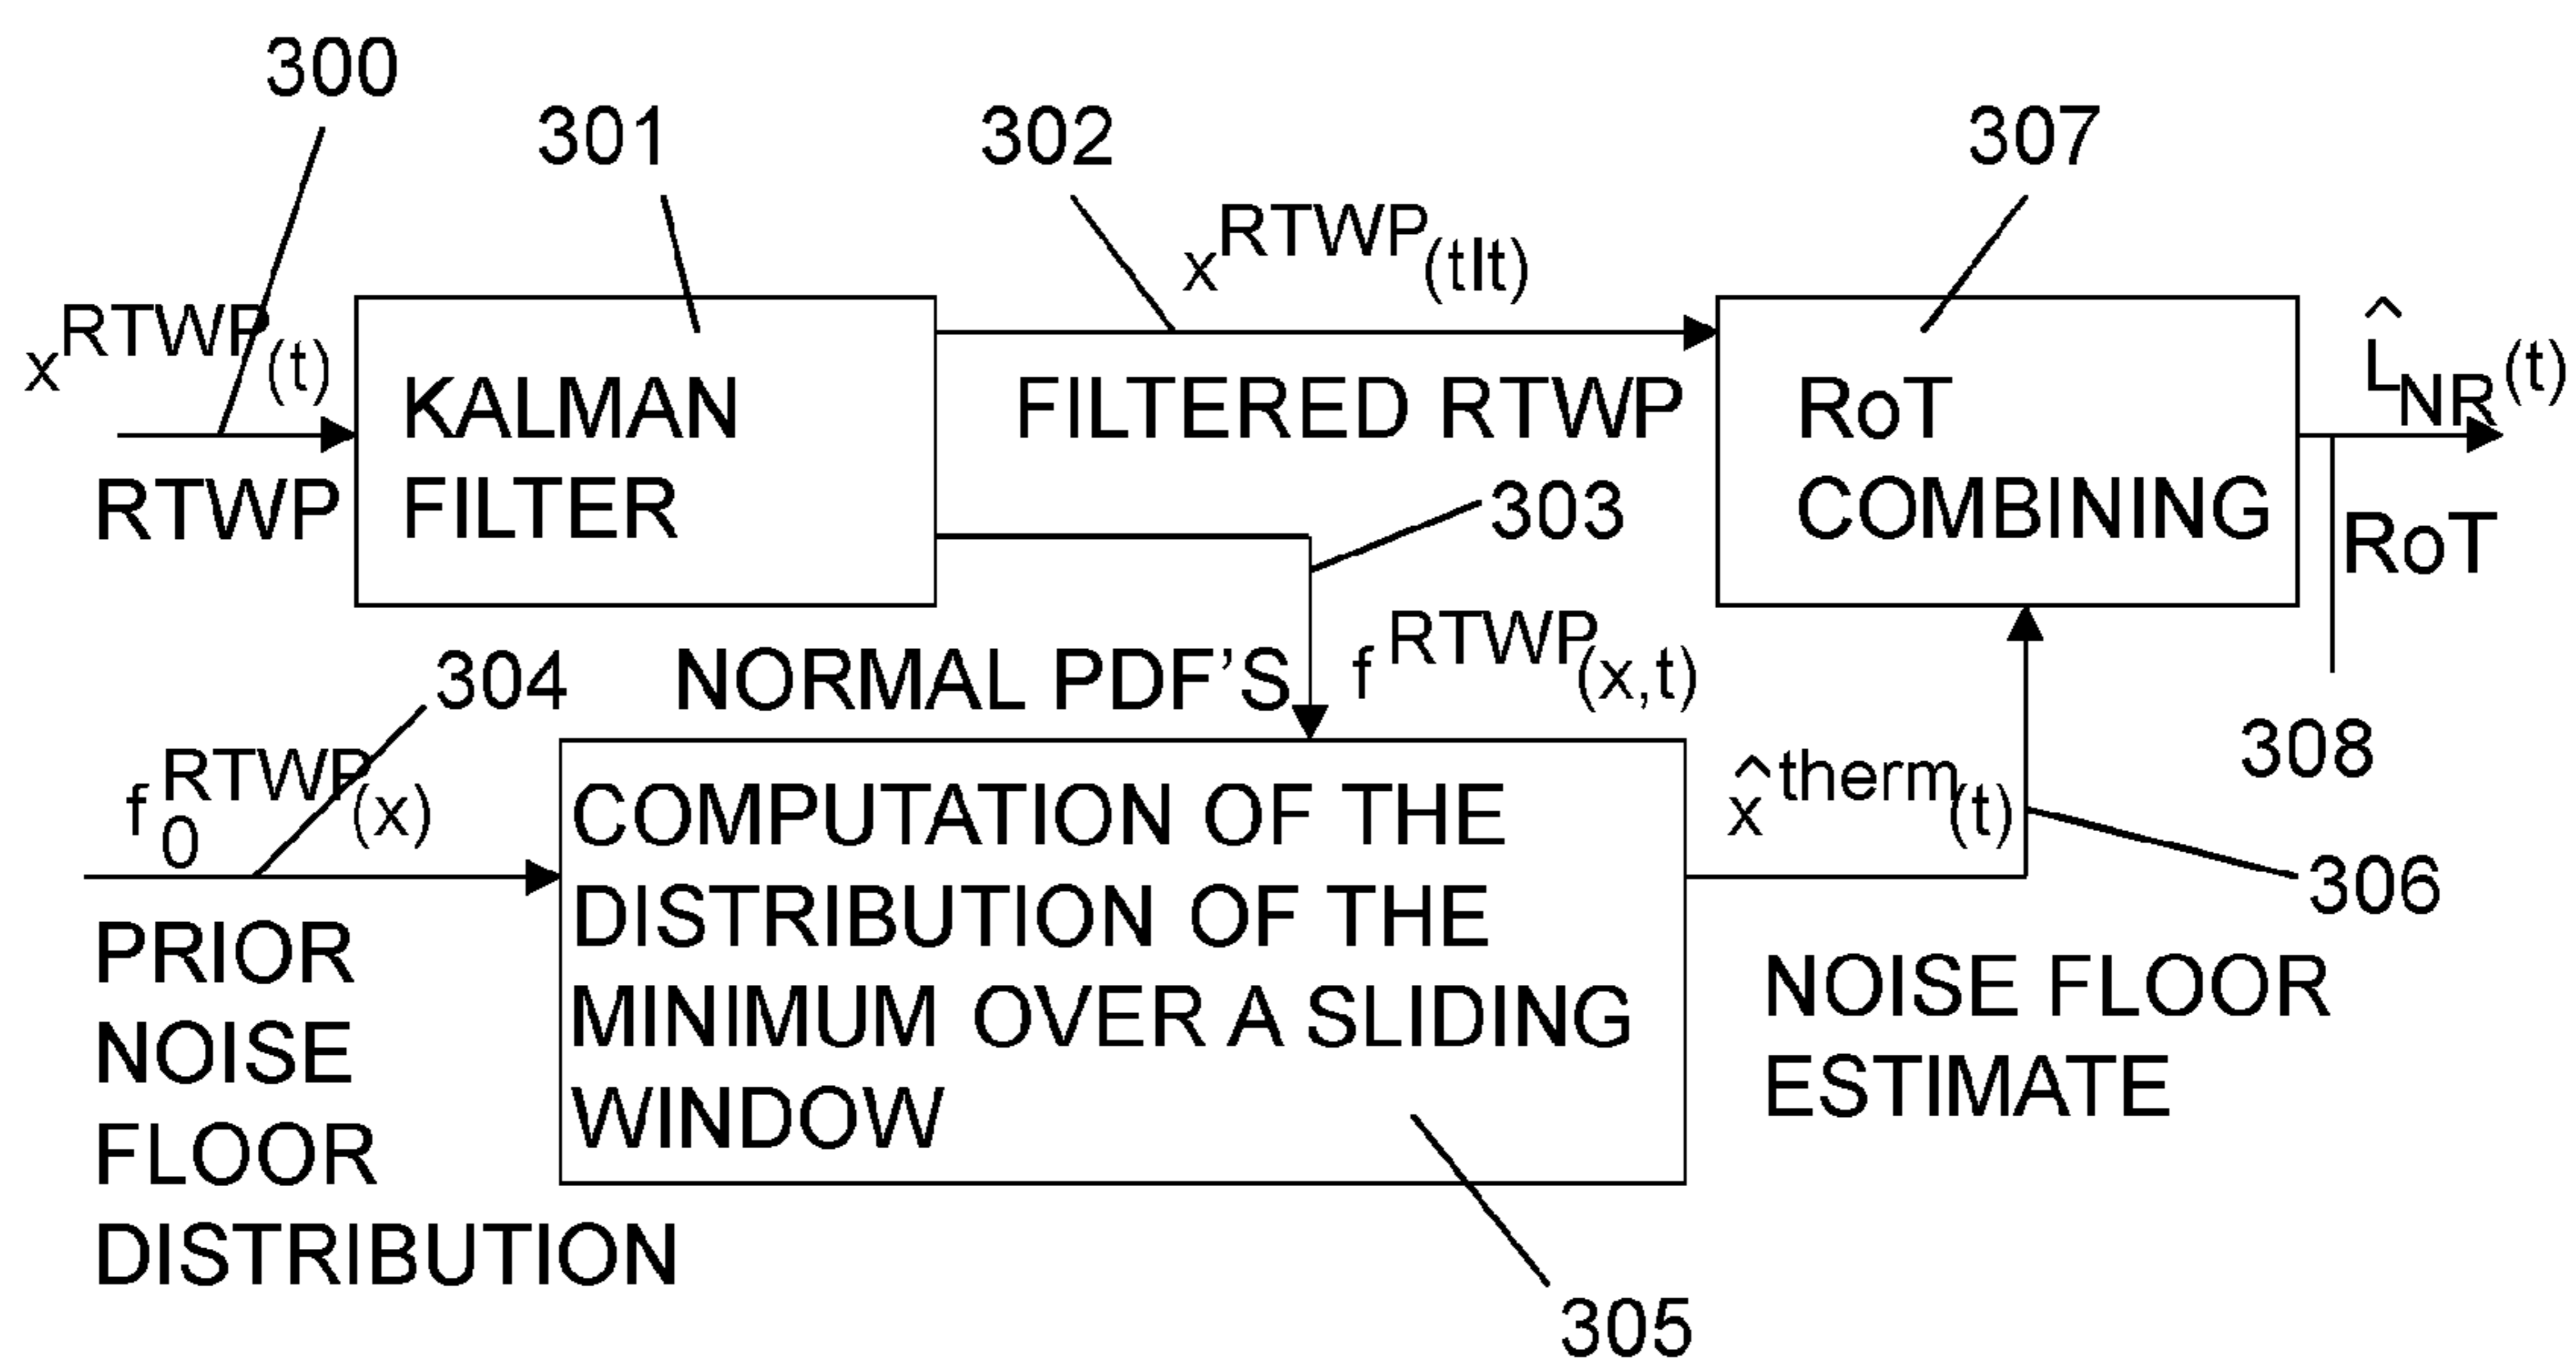 300
301
302
307
x^RTWP(t)
x^RTWP(t|t)
L̂_NR(t)
RTWP
KALMAN
FILTER
FILTERED RTWP
RoT
COMBINING
RoT
303
304
NORMAL PDF'S
f^RTWP(x,t)
308
f_0^RTWP(x)
COMPUTATION OF THE
DISTRIBUTION OF THE
MINIMUM OVER A SLIDING
WINDOW
x̂^therm(t)
306
PRIOR
NOISE
FLOOR
DISTRIBUTION
NOISE FLOOR
ESTIMATE
305